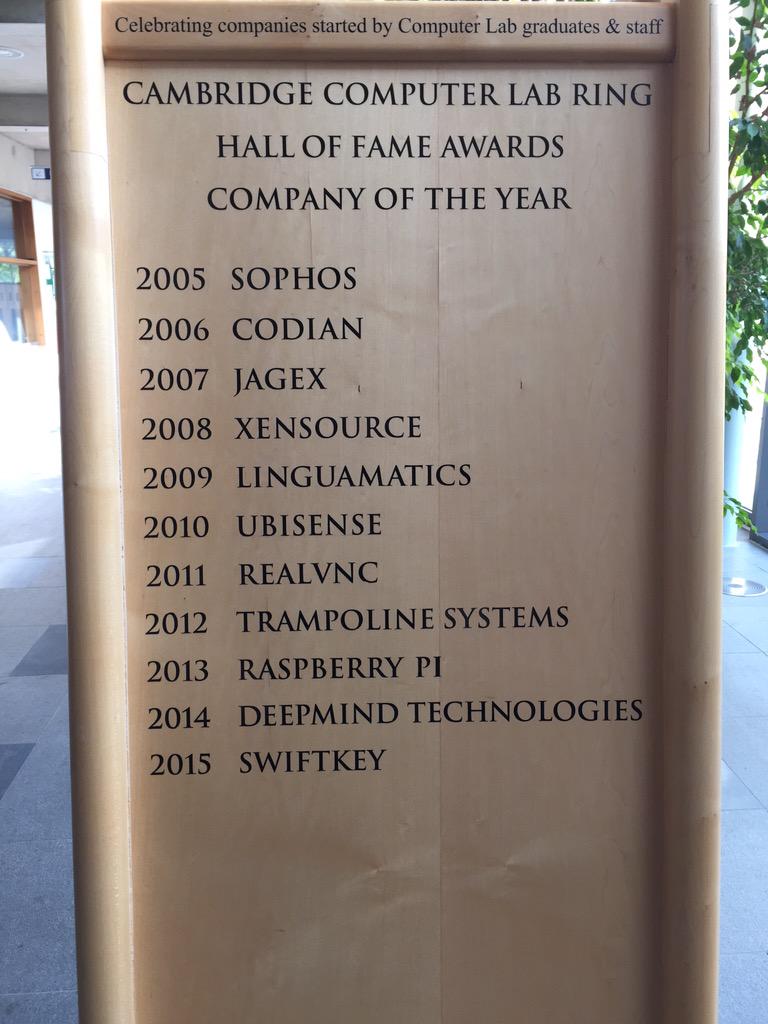 Celebrating companies started by Computer Lab graduates & staff
CAMBRIDGE COMPUTER LAB RING
HALL OF FAME AWARDS
COMPANY OF THE YEAR
2005 SOPHOS
2006 CODIAN
2007 JAGEX
2008 XENSOURCE
2009 LINGUAMATICS
2010 UBISENSE
2011 REALVNC
2012 TRAMPOLINE SYSTEMS
2013 RASPBERRY PI
2014 DEEPMIND TECHNOLOGIES
2015 SWIFTKEY